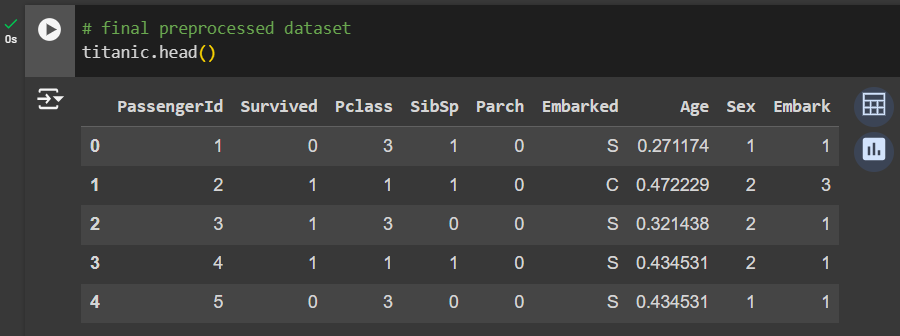 # final preprocessed dataset
0s
titanic.head()
PassengerId Survived Pclass SibSp Parch Embarked Age Sex Embark
0 1 0 3 1 0 S 0.271174 1 1
1 2 1 1 1 0 C 0.472229 2 3
2 3 1 3 0 0 S 0.321438 2 1
3 4 1 1 1 0 S 0.434531 2 1
4 5 0 3 0 0 S 0.434531 1 1